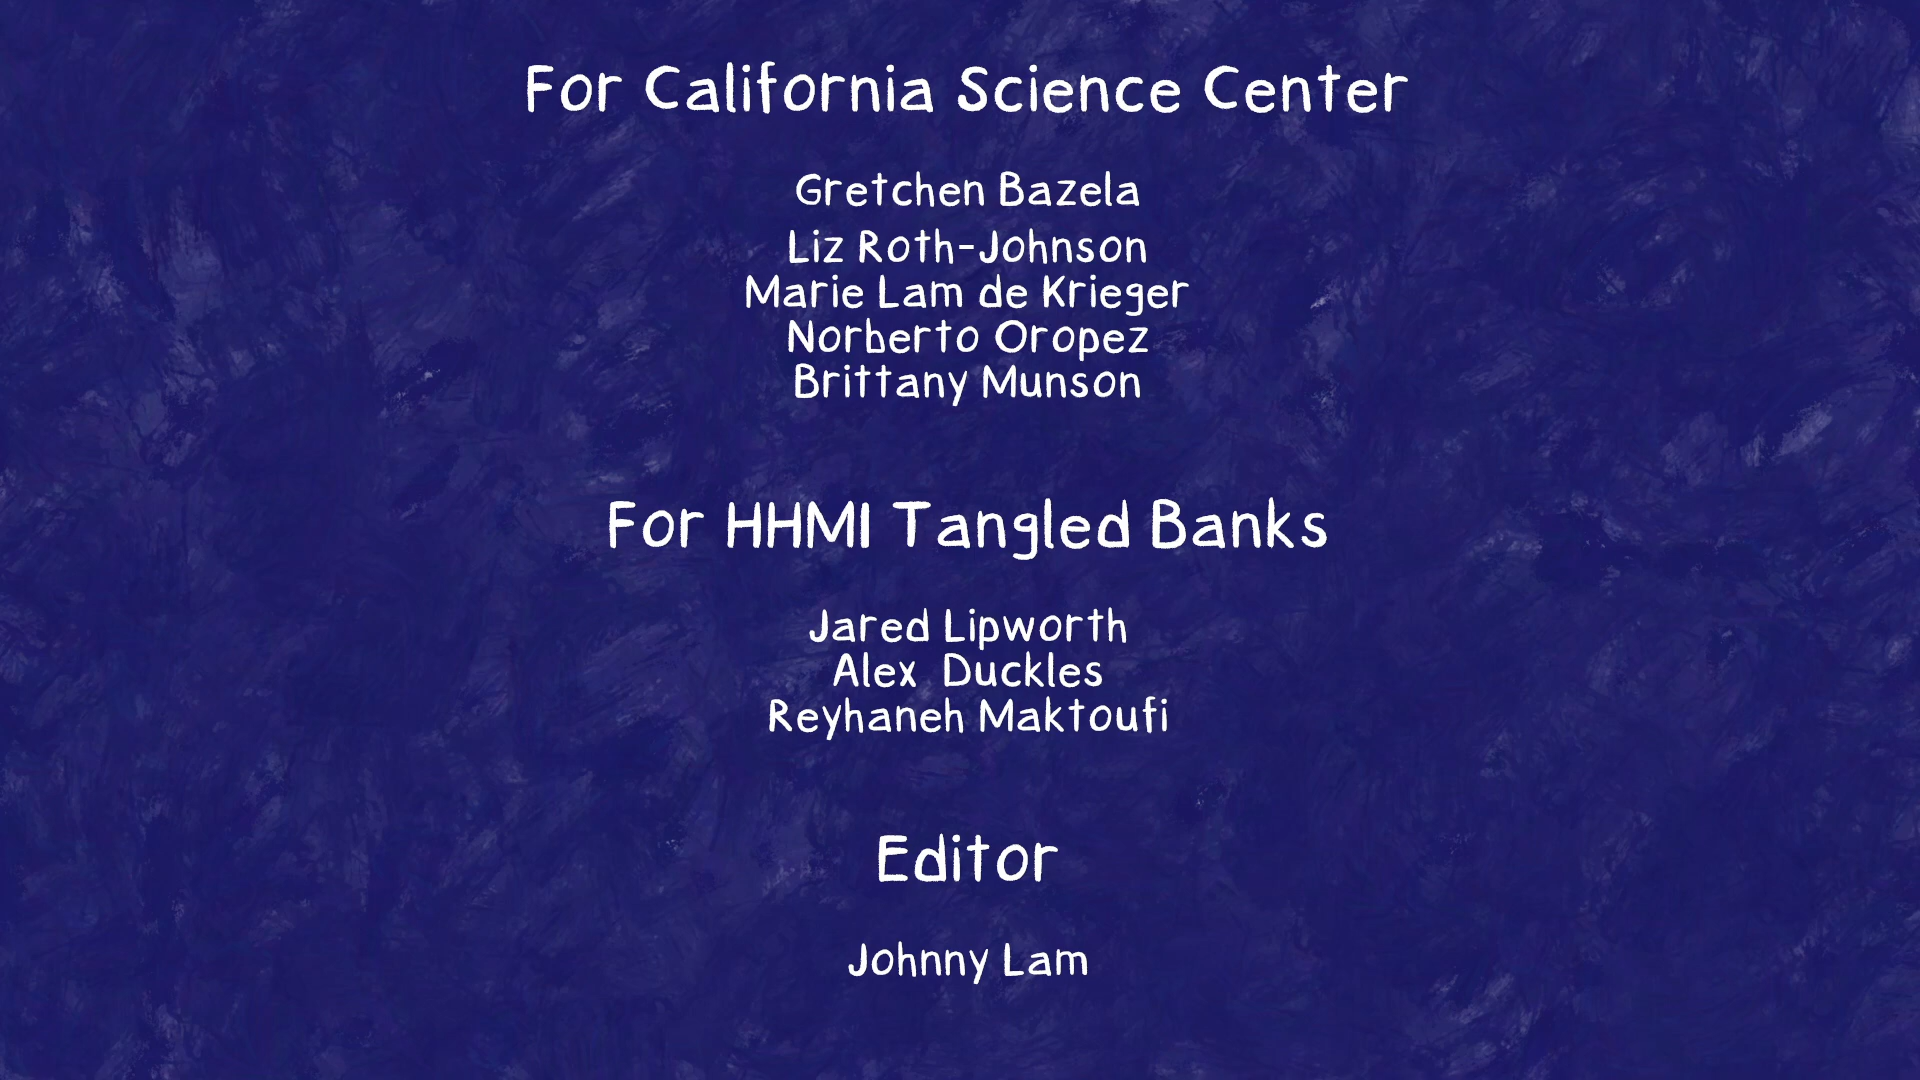 For California Science Center
Gretchen Bazela
Liz Roth-Johnson
Marie Lam de Krieger
Norberto Oropez
Brittany Munson
For HHMI Tangled Banks
Jared Lipworth
Alex  Duckles
Reyhaneh Maktoufi
Editor
Johnny Lam